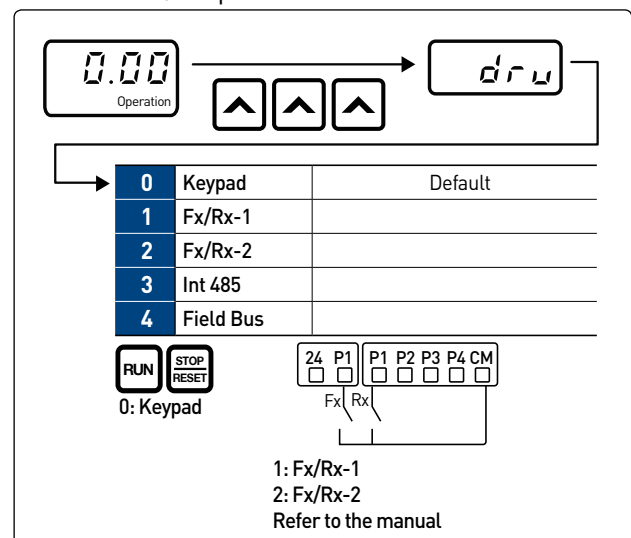 0.00
Operation
drv
0 Keypad Default
1 Fx/Rx-1
2 Fx/Rx-2
3 Int 485
4 Field Bus
RUN STOP RESET
0: Keypad
24 P1 P1 P2 P3 P4 CM
Fx Rx
1: Fx/Rx-1
2: Fx/Rx-2
Refer to the manual